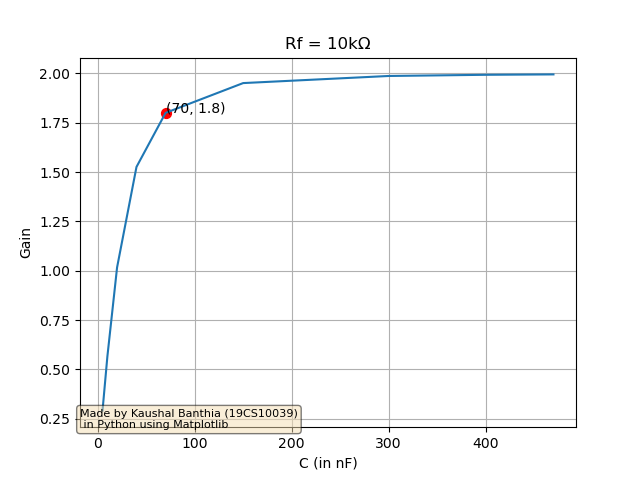 Rf = 10kΩ
2.00
1.75
1.50
1.25
1.00
0.75
0.50
0.25
Gain
(70, 1.8)
Made by Kaushal Banthia (19CS10039)
in Python using Matplotlib
0 100 200 300 400
C (in nF)